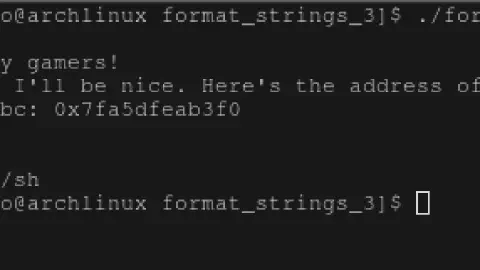 o@archlinux format_strings_3]$ ./for
y gamers!
I'll be nice. Here's the address of
bc: 0x7fa5dfeab3f0
/sh
o@archlinux format_strings_3]$